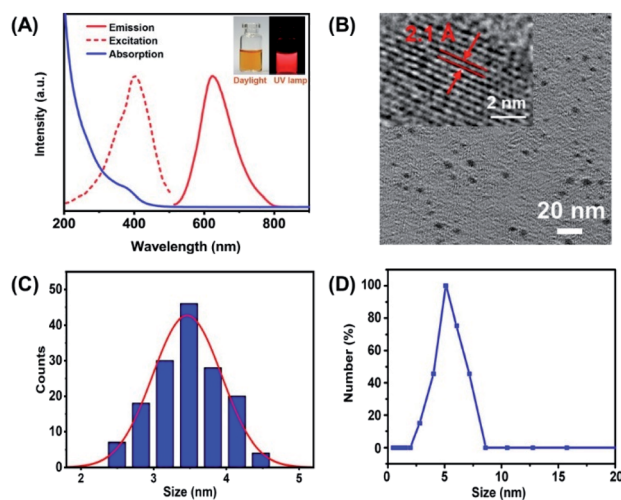 (A)
Emission
Excitation
Absorption
Daylight UV lamp
Intensity (a.u.)
200 400 600 800
Wavelength (nm)
(B)
2.1 Å
2 nm
20 nm
(C)
50
40
30
20
10
0
Counts
2 3 4 5
Size (nm)
(D)
100
80
60
40
20
0
Number (%)
0 5 10 15 20
Size (nm)